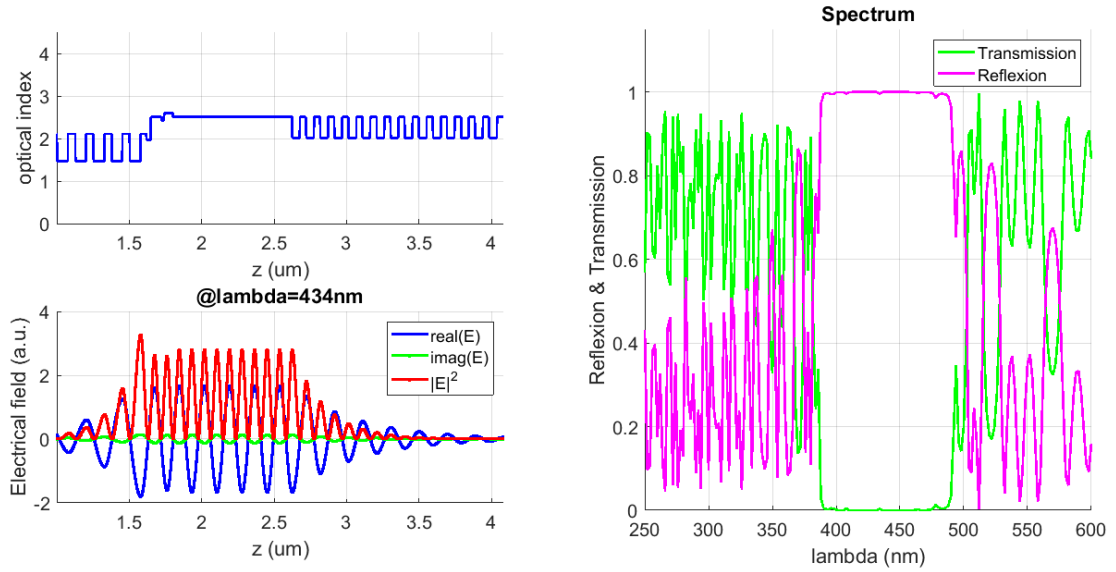 optical index
4
3
2
1
0
1.5 2 2.5 3 3.5 4
z (um)
@lambda=434nm
Electrical field (a.u.)
4
2
0
-2
real(E)
imag(E)
|E|²
1.5 2 2.5 3 3.5 4
z (um)
Spectrum
Transmission
Reflexion
Reflexion & Transmission
1
0.8
0.6
0.4
0.2
0
250 300 350 400 450 500 550 600
lambda (nm)